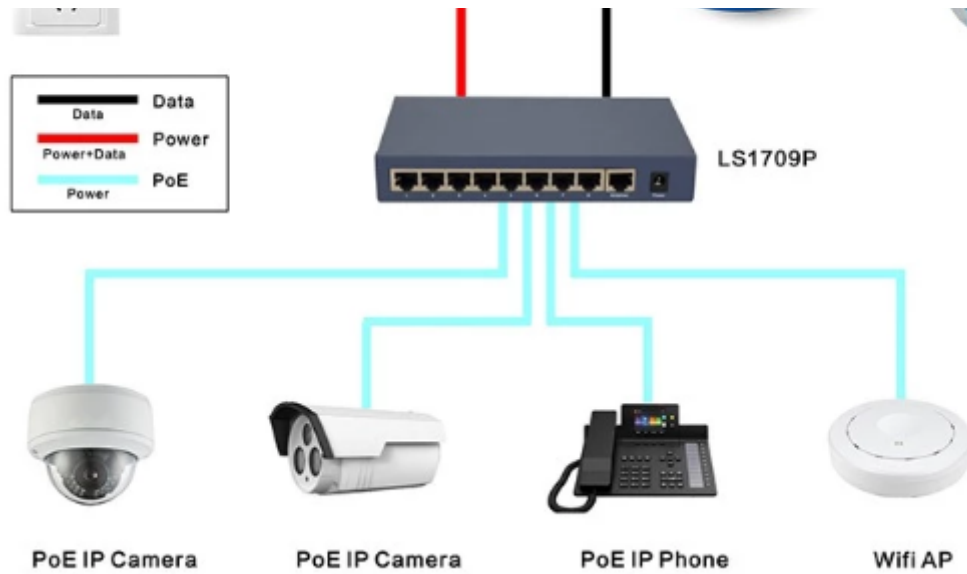 Data
Data
Power
Power+Data
PoE
Power
LS1709P
PoE IP Camera
PoE IP Camera
PoE IP Phone
Wifi AP